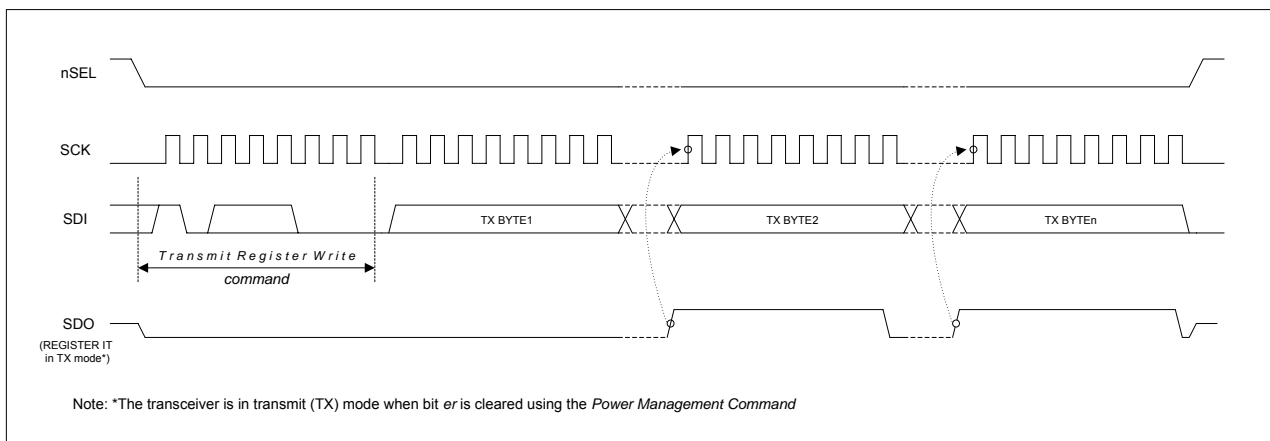 nSEL
SCK
SDI
TX BYTE1
TX BYTE2
TX BYTEn
Transmit Register Write
command
SDO
(REGISTER IT
in TX mode*)
Note: *The transceiver is in transmit (TX) mode when bit er is cleared using the Power Management Command